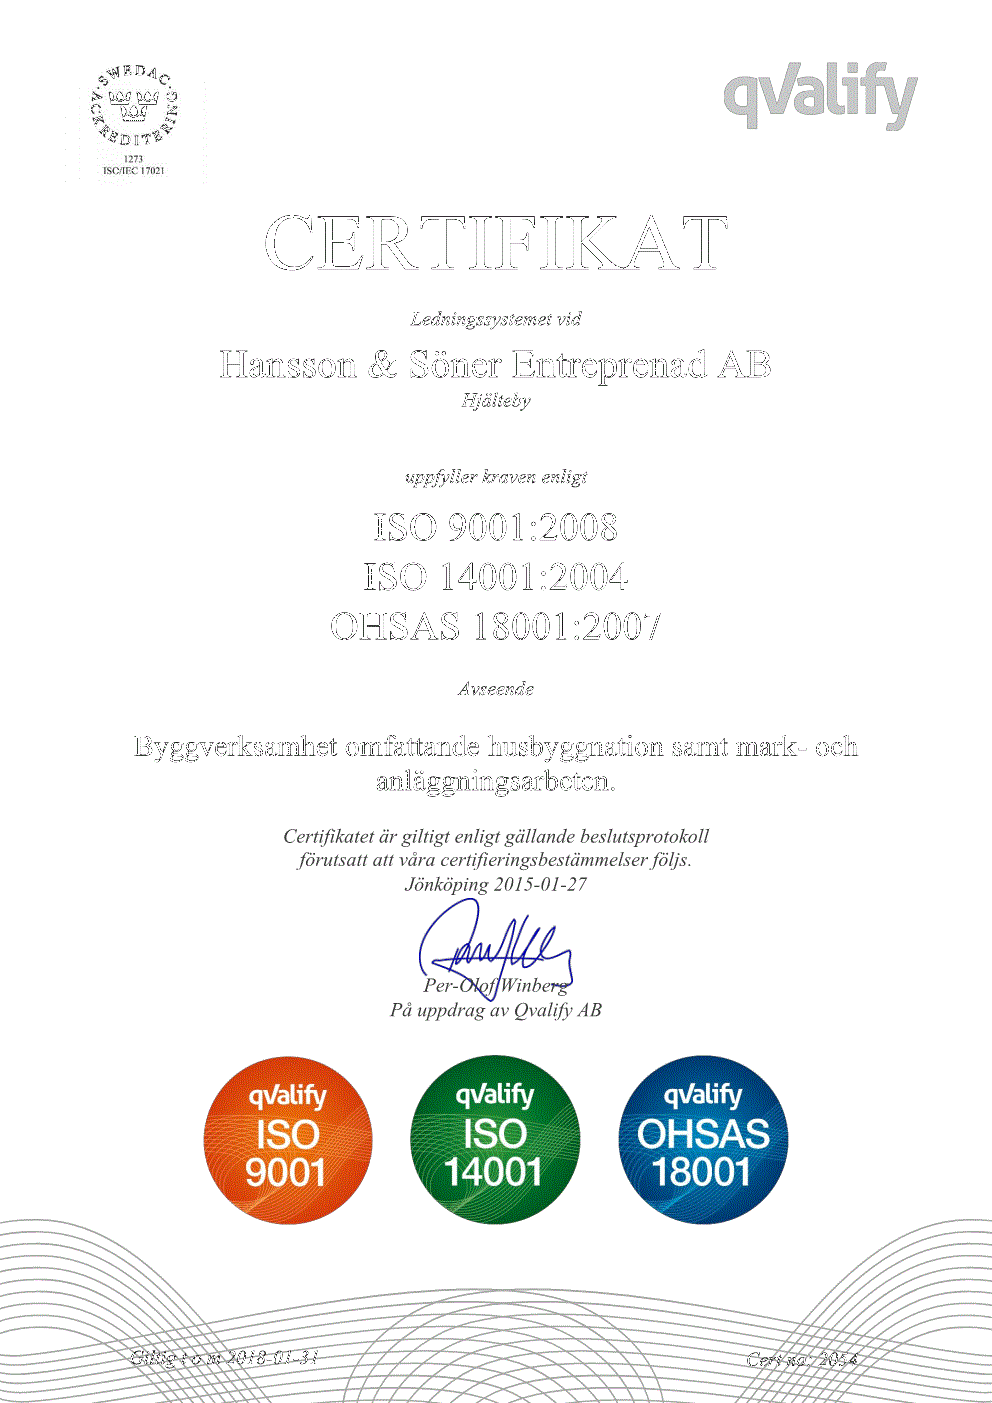 SWEDAC
ACKREDITERING
1273
ISO/IEC 17021
qvalify
CERTIFIKAT
Ledningssystemet vid
Hansson & Söner Entreprenad AB
Hjälteby
uppfyller kraven enligt
ISO 9001:2008
ISO 14001:2004
OHSAS 18001:2007
Avseende
Byggverksamhet omfattande husbyggnation samt mark- och
anläggningsarbeten.
Certifikatet är giltigt enligt gällande beslutsprotokoll
förutsatt att våra certifieringsbestämmelser följs.
Jönköping 2015-01-27
Per-Olof Winberg
På uppdrag av Qvalify AB
qvalify
ISO
9001
qvalify
ISO
14001
qvalify
OHSAS
18001
Giltig t o m 2018-01-31
Cert no: 2054